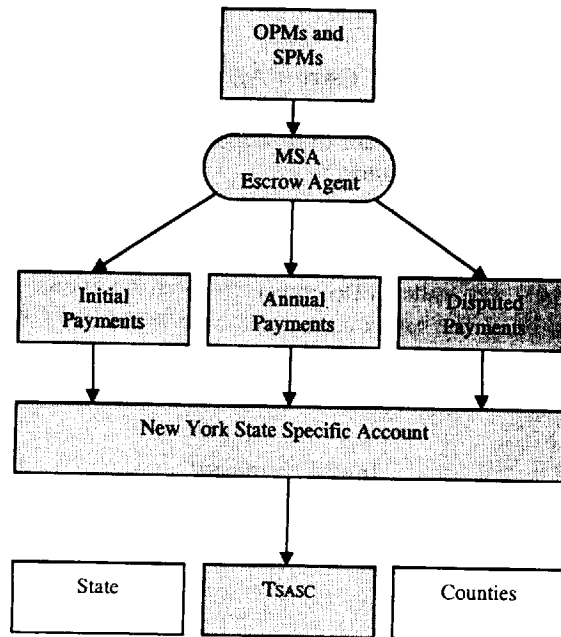 OPMs and
SPMs
MSA
Escrow Agent
Initial
Payments
Annual
Payments
Disputed
Payments
New York State Specific Account
State
TSASC
Counties